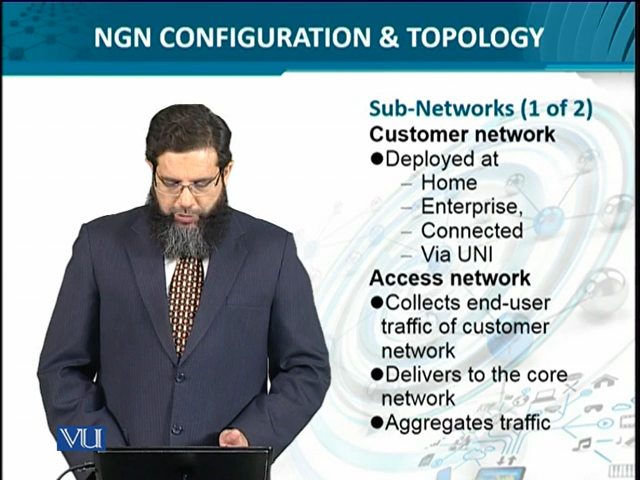 NGN CONFIGURATION & TOPOLOGY
Sub-Networks (1 of 2)
Customer network
●Deployed at
– Home
– Enterprise,
– Connected
– Via UNI
Access network
●Collects end-user
traffic of customer
network
●Delivers to the core
network
●Aggregates traffic
VU